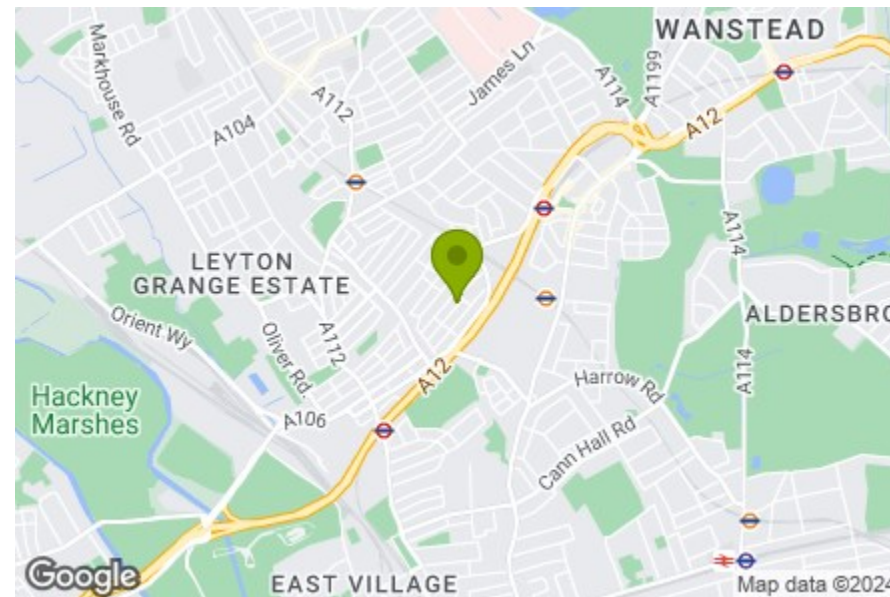 WANSTEAD
Markhouse Rd
James Ln
A114
A1199
A112
A12
A104
A114
LEYTON
GRANGE ESTATE
ALDERSBRO
Orient Wy
A112
Oliver Rd.
A12
A114
Harrow Rd
Hackney
Marshes
A106
Cann Hall Rd
Google
EAST VILLAGE
Map data ©2024